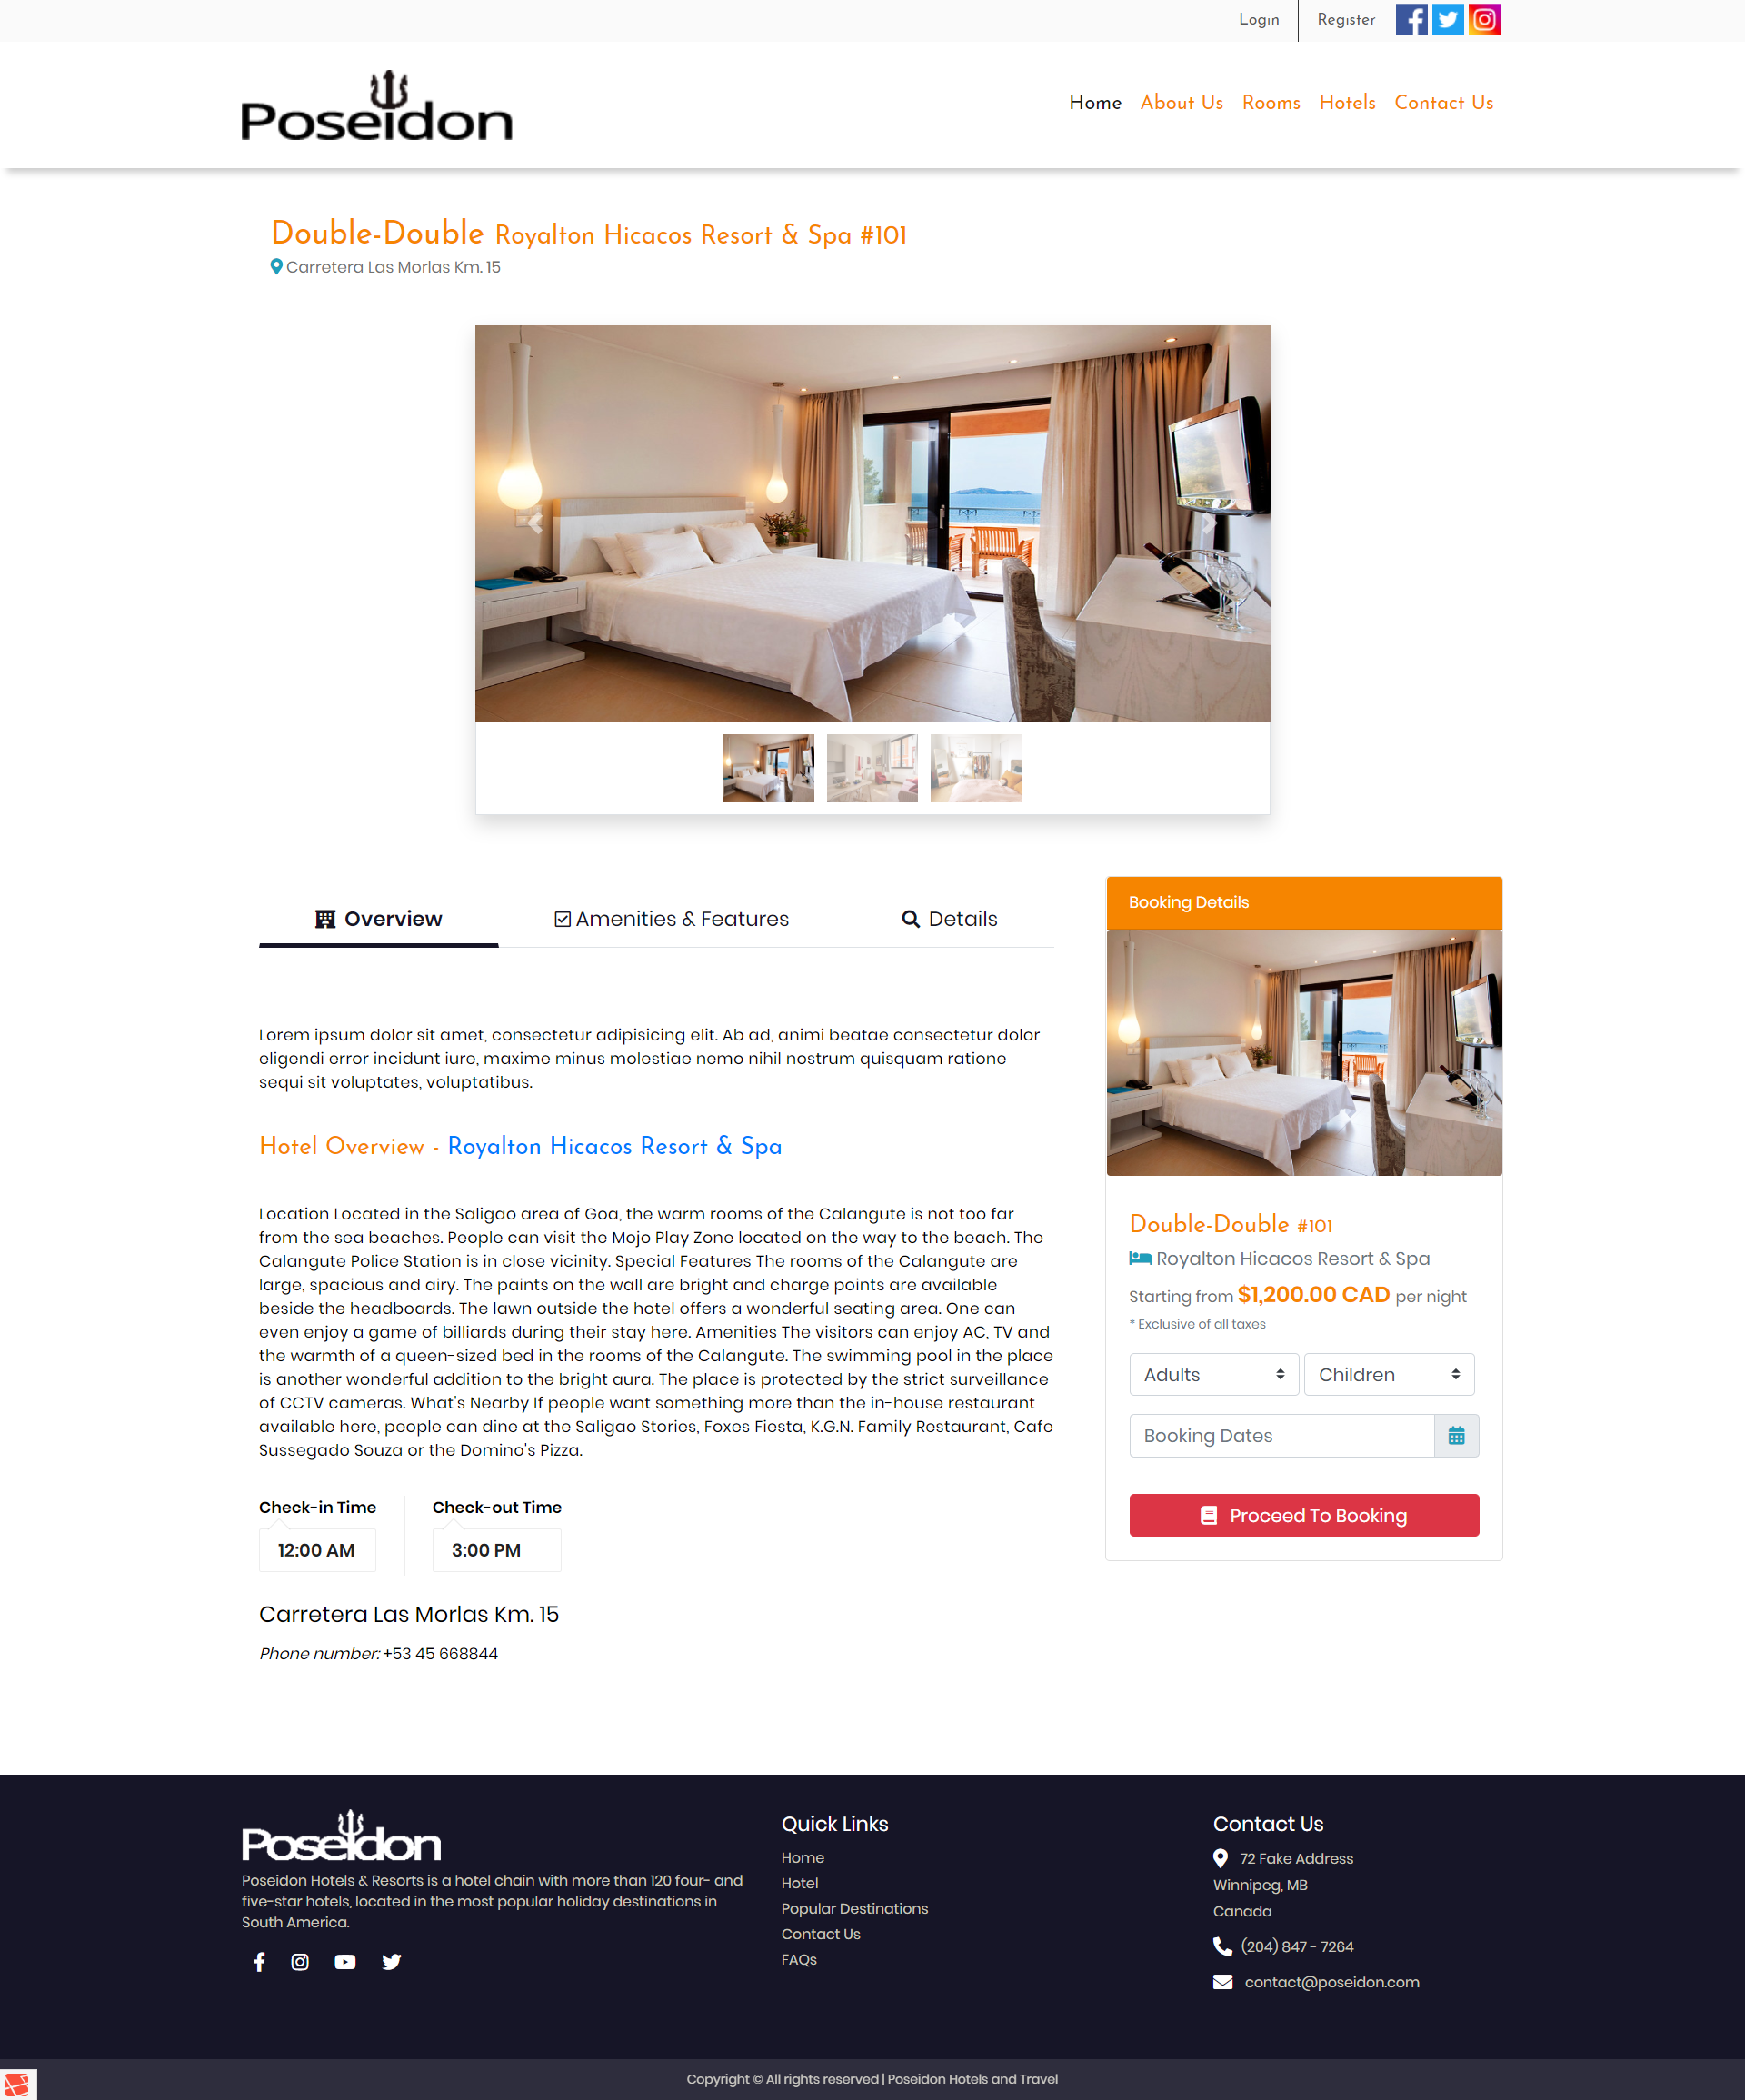 Login
Register
Poseidon
Home
About Us
Rooms
Hotels
Contact Us
Double-Double Royalton Hicacos Resort & Spa #101
Carretera Las Morlas Km. 15
Overview
Amenities & Features
Details
Lorem ipsum dolor sit amet, consectetur adipisicing elit. Ab ad, animi beatae consectetur dolor
eligendi error incidunt iure, maxime minus molestiae nemo nihil nostrum quisquam ratione
sequi sit voluptates, voluptatibus.
Hotel Overview - Royalton Hicacos Resort & Spa
Location Located in the Saligao area of Goa, the warm rooms of the Calangute is not too far
from the sea beaches. People can visit the Mojo Play Zone located on the way to the beach. The
Calangute Police Station is in close vicinity. Special Features The rooms of the Calangute are
large, spacious and airy. The paints on the wall are bright and charge points are available
beside the headboards. The lawn outside the hotel offers a wonderful seating area. One can
even enjoy a game of billiards during their stay here. Amenities The visitors can enjoy AC, TV and
the warmth of a queen-sized bed in the rooms of the Calangute. The swimming pool in the place
is another wonderful addition to the bright aura. The place is protected by the strict surveillance
of CCTV cameras. What's Nearby If people want something more than the in-house restaurant
available here, people can dine at the Saligao Stories, Foxes Fiesta, K.G.N. Family Restaurant, Cafe
Sussegado Souza or the Domino's Pizza.
Check-in Time
12:00 AM
Check-out Time
3:00 PM
Carretera Las Morlas Km. 15
Phone number: +53 45 668844
Booking Details
Double-Double #101
Royalton Hicacos Resort & Spa
Starting from $1,200.00 CAD per night
* Exclusive of all taxes
Adults
Children
Booking Dates
Proceed To Booking
Poseidon
Poseidon Hotels & Resorts is a hotel chain with more than 120 four- and
five-star hotels, located in the most popular holiday destinations in
South America.
Quick Links
Home
Hotel
Popular Destinations
Contact Us
FAQs
Contact Us
72 Fake Address
Winnipeg, MB
Canada
(204) 847 - 7264
contact@poseidon.com
Copyright © All rights reserved | Poseidon Hotels and Travel